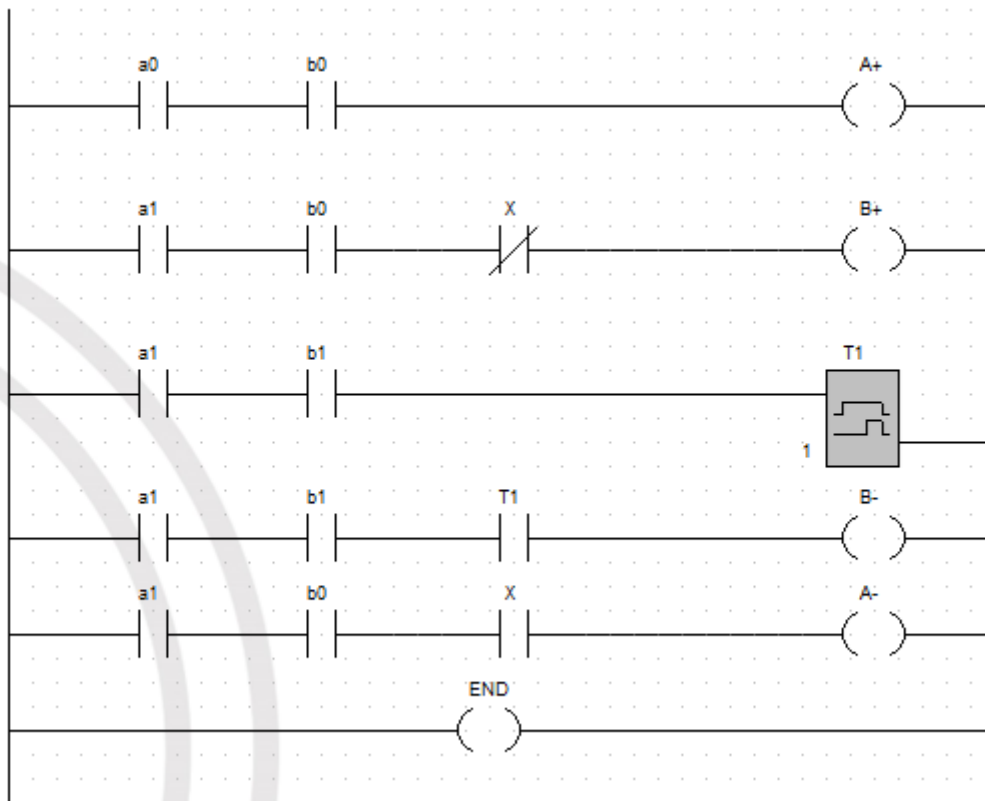 a0 b0 A+
a1 b0 X B+
a1 b1 T1
1
a1 b1 T1 B-
a1 b0 X A-
END